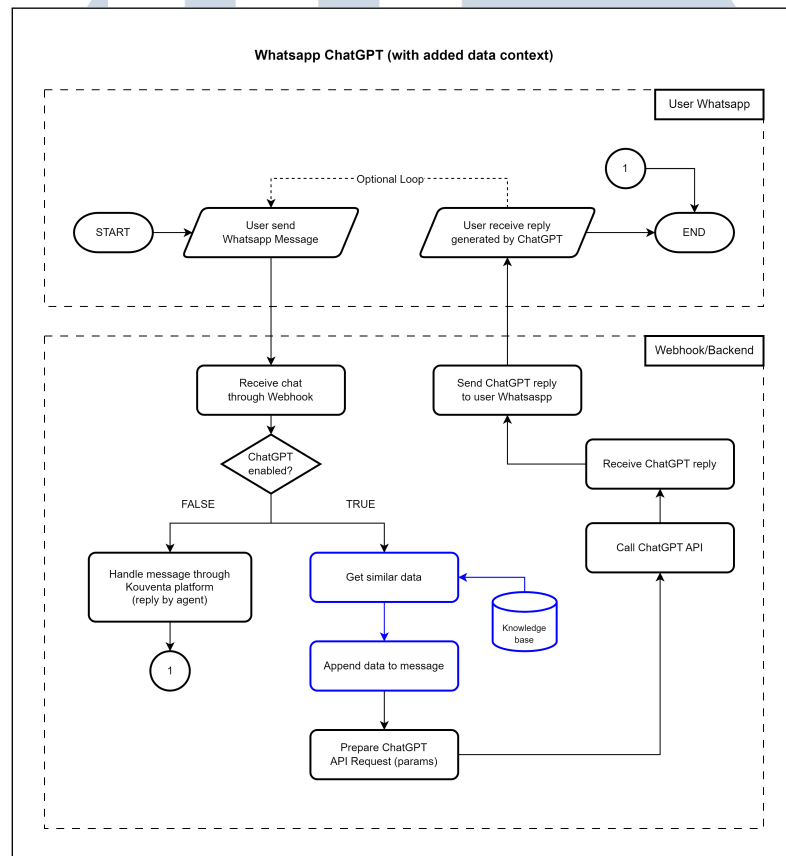 Whatsapp ChatGPT (with added data context)
User Whatsapp
1
Optional Loop
START
User send
Whatsapp Message
User receive reply
generated by ChatGPT
END
Webhook/Backend
Receive chat
through Webhook
Send ChatGPT reply
to user Whatsaspp
ChatGPT
enabled?
Receive ChatGPT reply
FALSE
TRUE
Call ChatGPT API
Handle message through
Kouventa platform
(reply by agent)
Get similar data
Knowledge
base
1
Append data to message
Prepare ChatGPT
API Request (params)